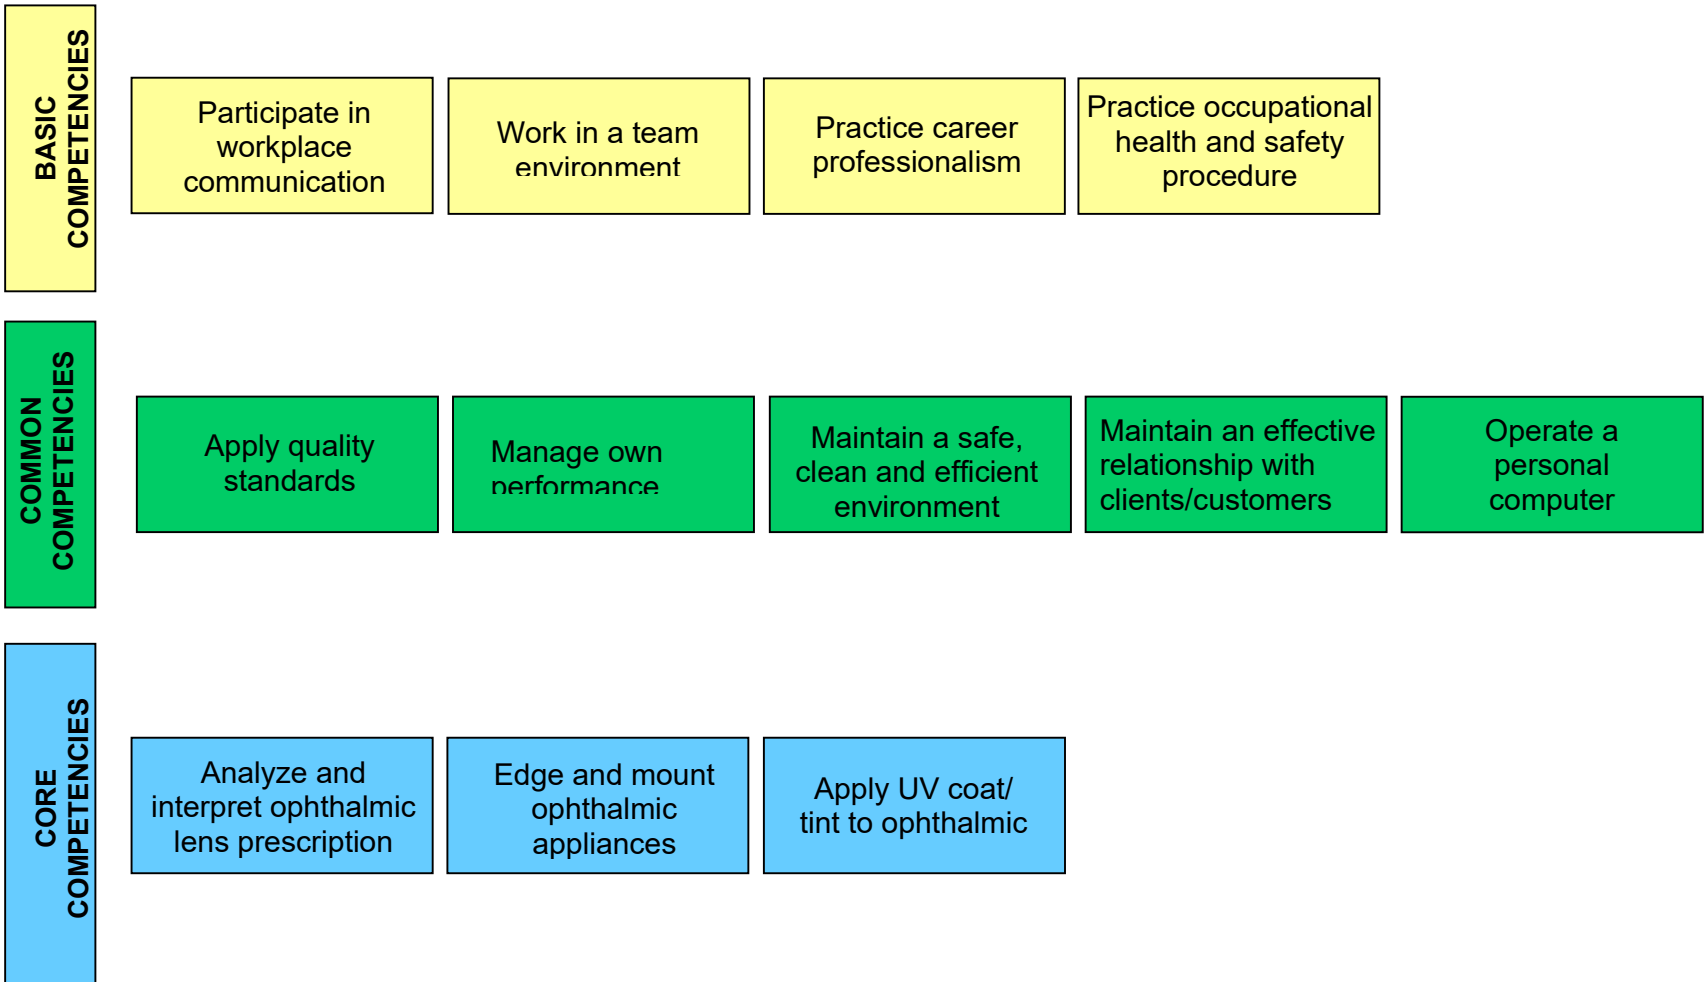 BASIC
COMPETENCIES
Participate in
workplace
communication
Work in a team
environment
Practice career
professionalism
Practice occupational
health and safety
procedure
COMMON
COMPETENCIES
Apply quality
standards
Manage own
performance
Maintain a safe,
clean and efficient
environment
Maintain an effective
relationship with
clients/customers
Operate a
personal
computer
CORE
COMPETENCIES
Analyze and
interpret ophthalmic
lens prescription
Edge and mount
ophthalmic
appliances
Apply UV coat/
tint to ophthalmic